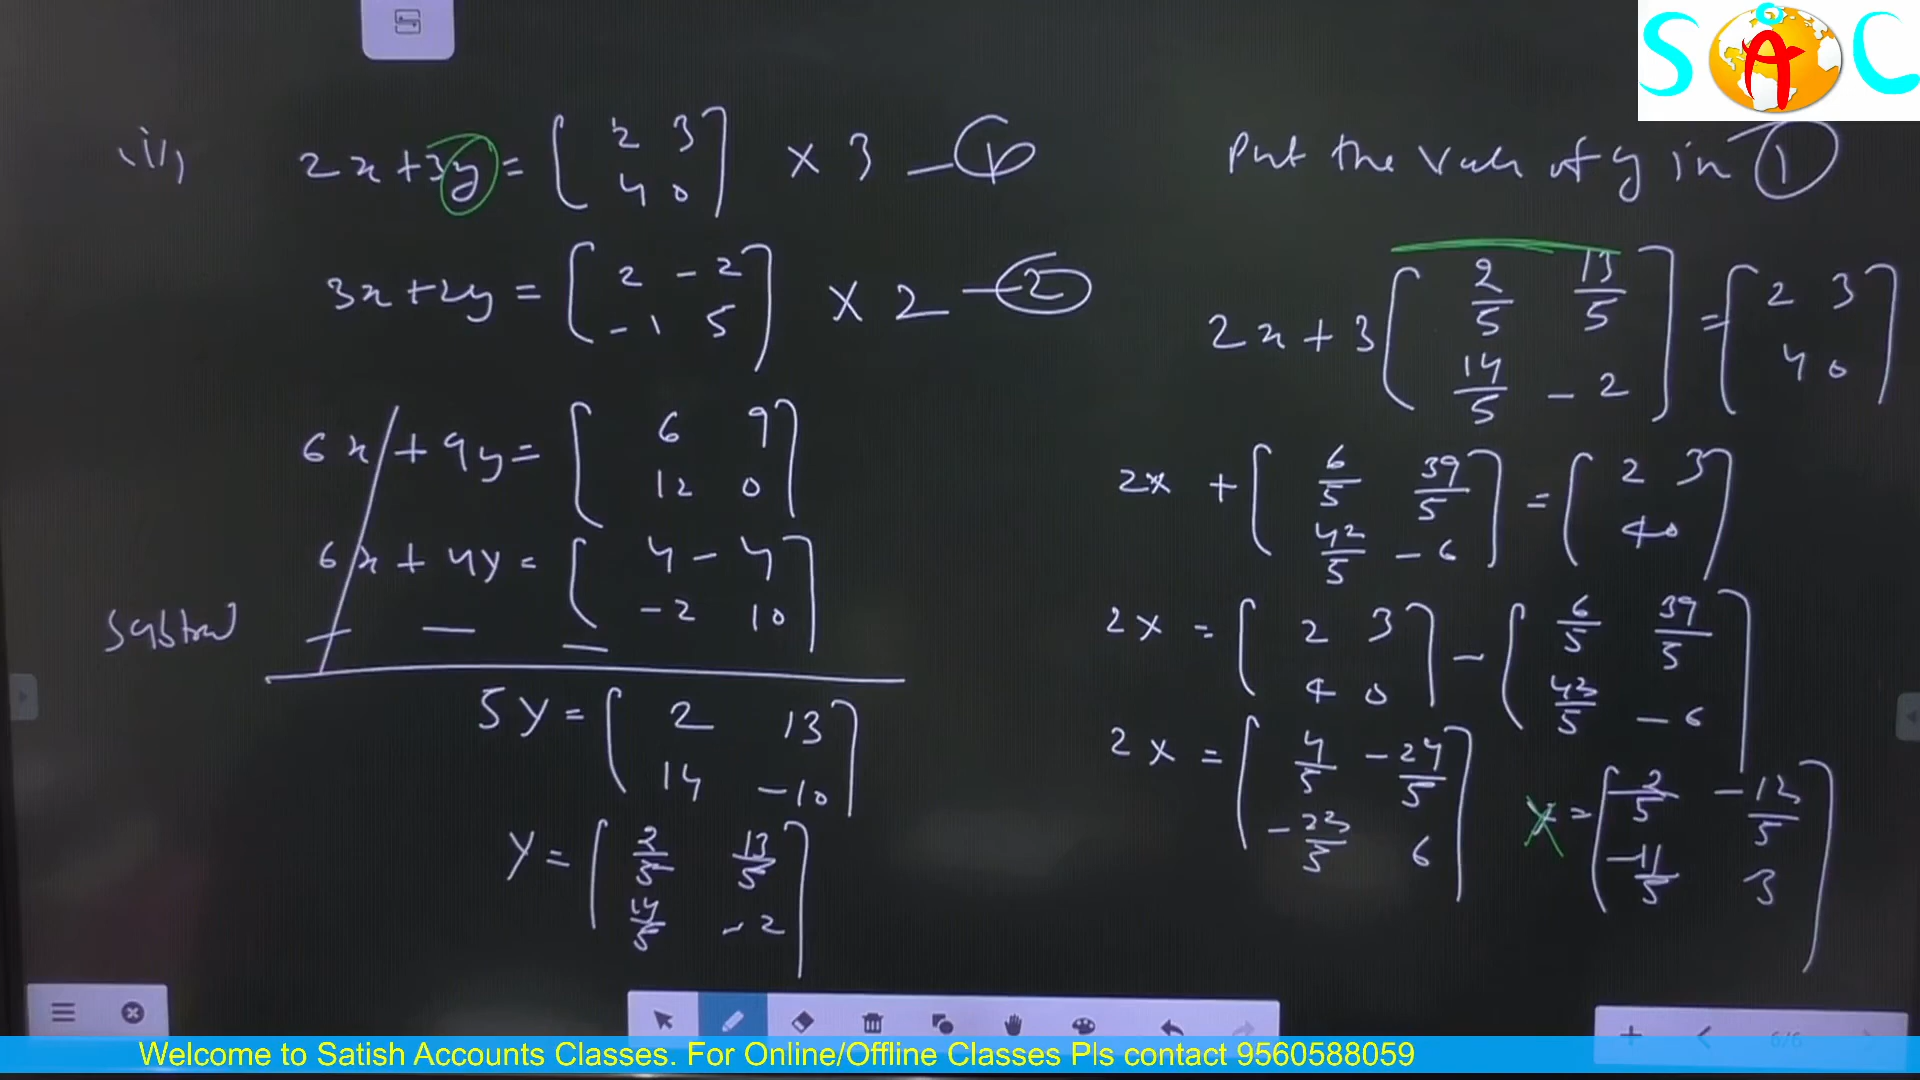 (ii)
2x + 3y = [ 2 3
4 0 ] × 3 — ①
3x + 2y = [ 2 -2
-1 5 ] × 2 — ②
6x + 9y = [ 6 9
12 0 ]
6x + 4y = [ 4 -4
-2 10 ]
— — —
5y = [ 2 13
14 -10 ]
y = [ 2/5 13/5
14/5 -2 ]
Put the of y in ①
2x + 3 [ 2/5 13/5
14/5 -2 ] = [ 2 3
4 0 ]
2x + [ 6/5 39/5
42/5 -6 ] = [ 2 3
4 0 ]
2x = [ 2 3
4 0 ] - [ 6/5 39/5
42/5 -6 ]
2x = [ 4/5 -24/5
-22/5 6 ]
x = [ 2/5 -12/5
-11/5 3 ]
SAC
6/6
Welcome to Satish Accounts Classes. For Online/Offline Classes Pls contact 9560588059